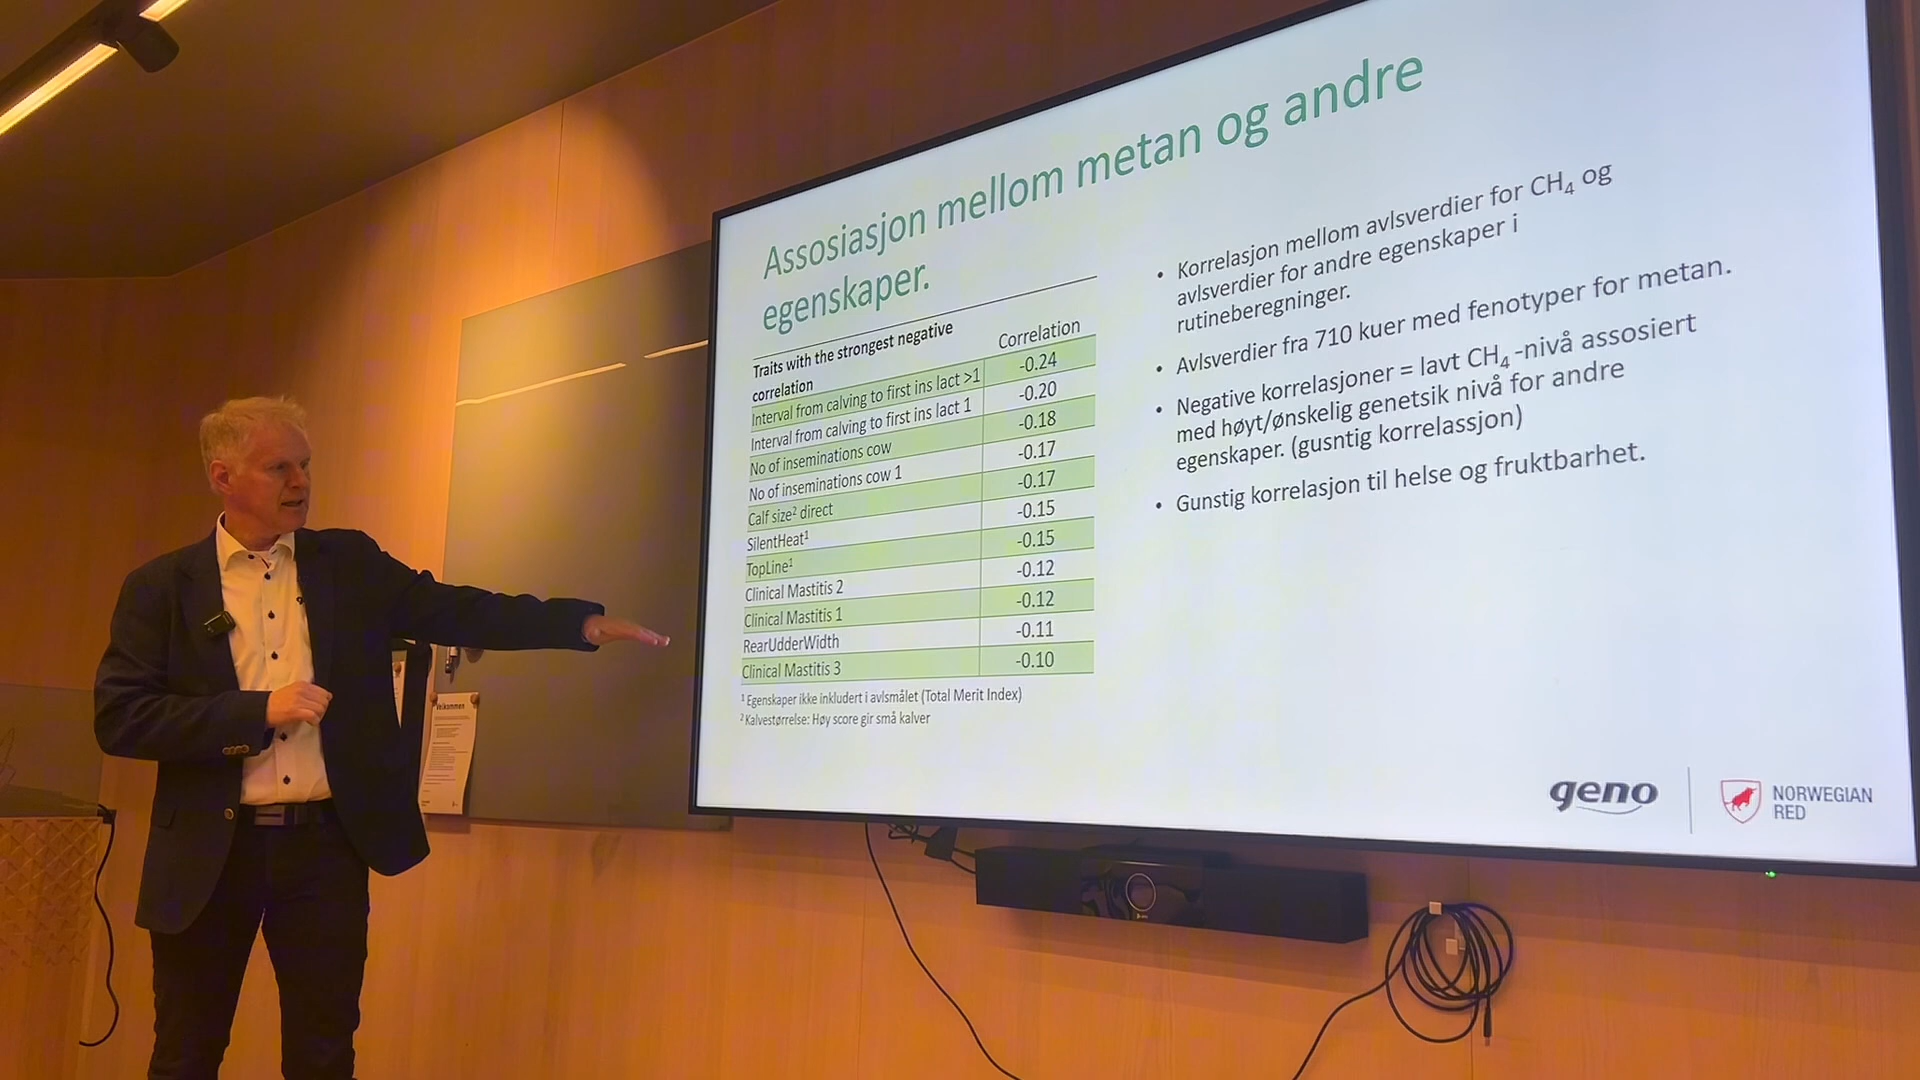 Assosiasjon mellom metan og andre
egenskaper.
Traits with the strongest negative
correlation
Correlation
Interval from calving to first ins lact >1 -0.24
Interval from calving to first ins lact 1 -0.20
No of inseminations cow -0.18
No of inseminations cow 1 -0.17
Calf size² direct -0.17
SilentHeat¹ -0.15
TopLine¹ -0.15
Clinical Mastitis 2 -0.12
Clinical Mastitis 1 -0.12
RearUdderWidth -0.11
Clinical Mastitis 3 -0.10
¹ Egenskaper ikke inkludert i avlsmålet (Total Merit Index)
² Kalvestørrelse: Høy score gir små kalver
• Korrelasjon mellom avlsverdier for CH₄ og
avlsverdier for andre egenskaper i
rutineberegninger.
• Avlsverdier fra 710 kuer med fenotyper for metan.
• Negative korrelasjoner = lavt CH₄ -nivå assosiert
med høyt/ønskelig genetsik nivå for andre
egenskaper. (gusntig korrelassjon)
• Gunstig korrelasjon til helse og fruktbarhet.
geno
NORWEGIAN
RED
Velkommen